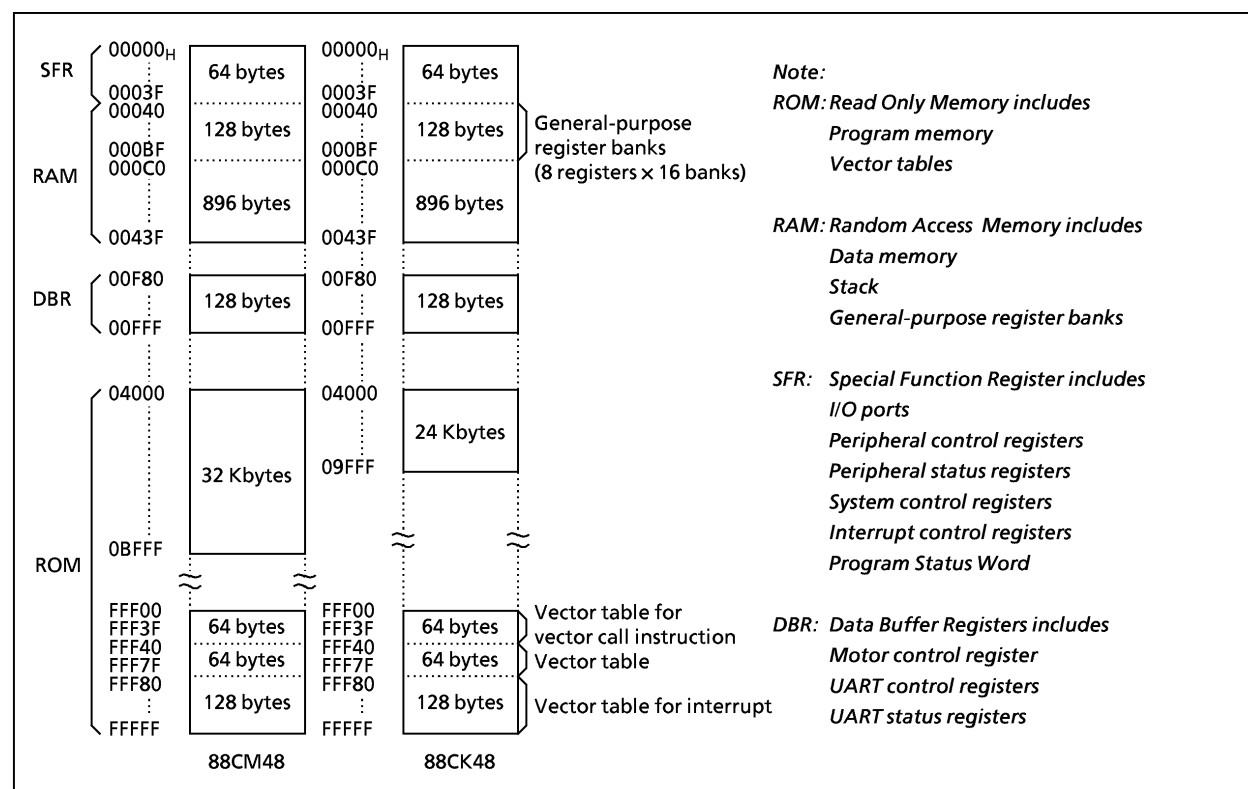 SFR
RAM
DBR
ROM
00000H
0003F
00040
000BF
000C0
0043F
00F80
00FFF
04000
0BFFF
FFF00
FFF3F
FFF40
FFF7F
FFF80
FFFFF
64 bytes
128 bytes
896 bytes
128 bytes
32 Kbytes
64 bytes
64 bytes
128 bytes
88CM48
00000H
0003F
00040
000BF
000C0
0043F
00F80
00FFF
04000
09FFF
FFF00
FFF3F
FFF40
FFF7F
FFF80
FFFFF
64 bytes
128 bytes
896 bytes
128 bytes
24 Kbytes
64 bytes
64 bytes
128 bytes
88CK48
General-purpose
register banks
(8 registers × 16 banks)
Vector table for
vector call instruction
Vector table
Vector table for interrupt
Note:
ROM: Read Only Memory includes
Program memory
Vector tables
RAM: Random Access Memory includes
Data memory
Stack
General-purpose register banks
SFR: Special Function Register includes
I/O ports
Peripheral control registers
Peripheral status registers
System control registers
Interrupt control registers
Program Status Word
DBR: Data Buffer Registers includes
Motor control register
UART control registers
UART status registers